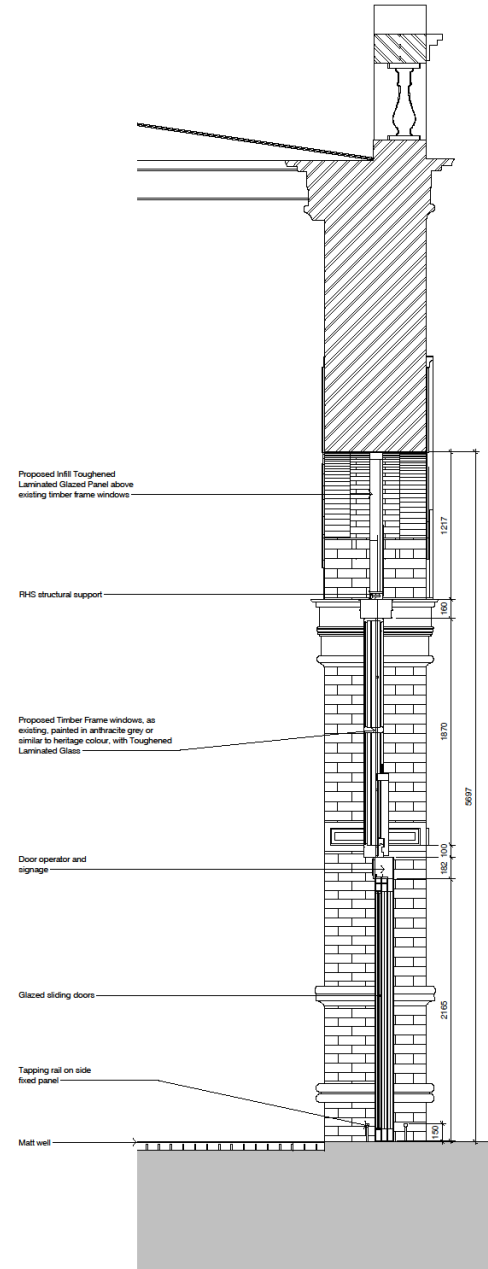 Proposed Infill Toughened
Laminated Glazed Panel above
existing timber frame windows
1217
RHS structural support
160
Proposed Timber Frame windows, as
existing, painted in anthracite grey or
similar to heritage colour, with Toughened
Laminated Glass
1870
5697
100
Door operator and
signage
182
Glazed sliding doors
2165
Tapping rail on side
fixed panel
150
Matt well